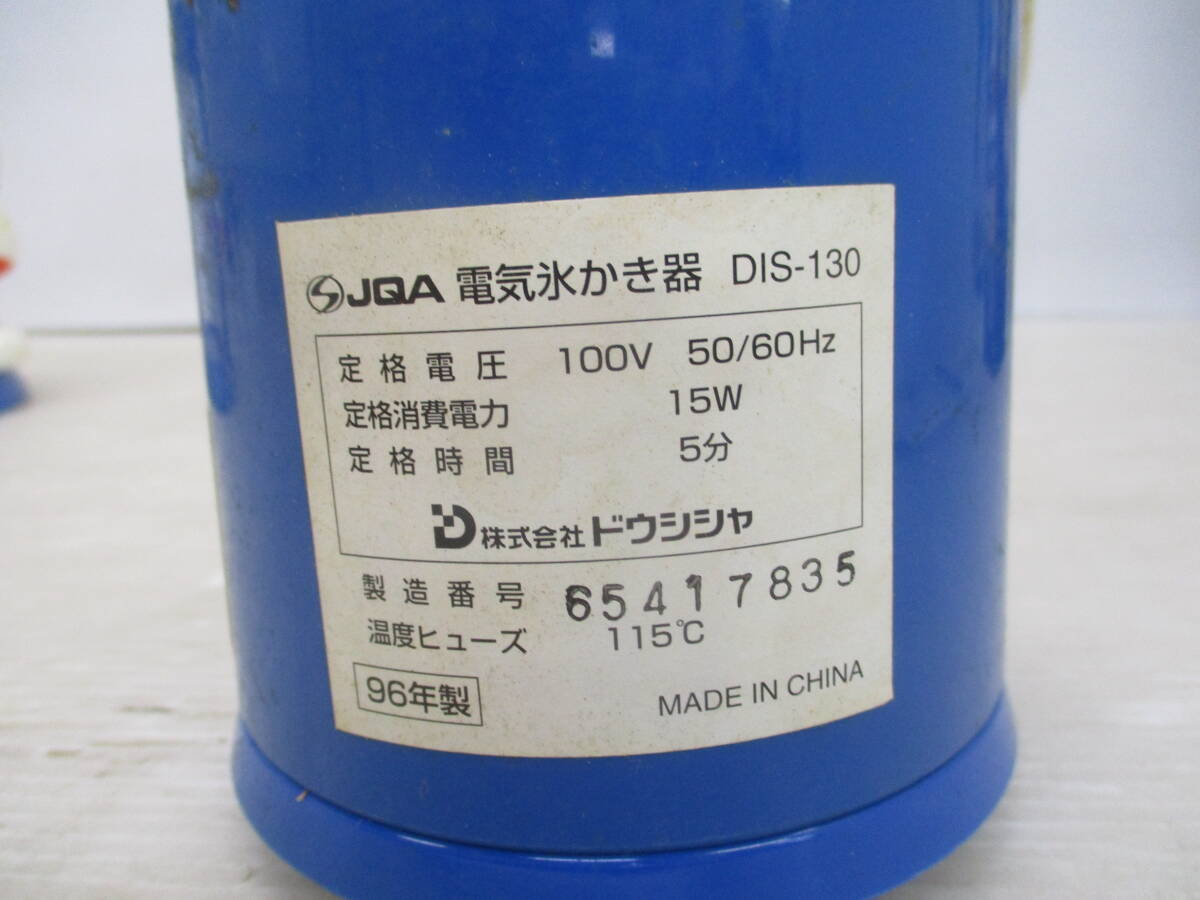 JQA 電気氷かき器 DIS-130
定格電圧 100V 50/60Hz
定格消費電力 15W
定格時間 5分
株式会社ドウシシャ
製造番号 65417835
温度ヒューズ 115℃
96年製 MADE IN CHINA